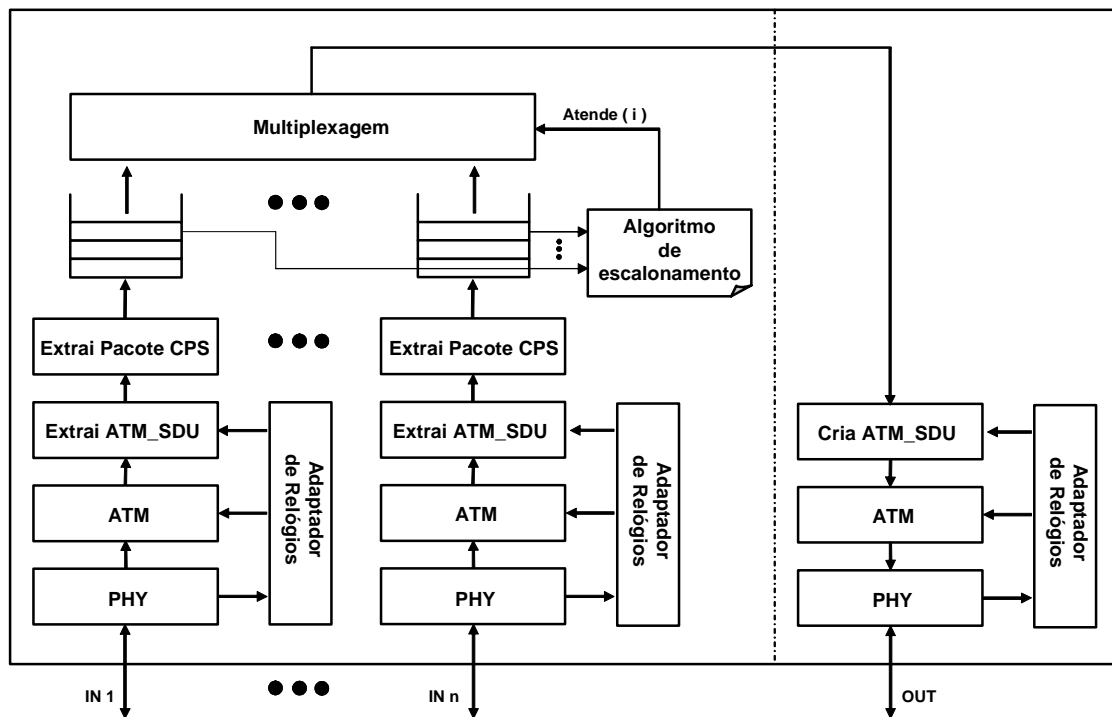 Multiplexagem
Atende ( i )
Algoritmo
de
escalonamento
Extrai Pacote CPS
Extrai Pacote CPS
Extrai ATM_SDU
Extrai ATM_SDU
Cria ATM_SDU
Adaptador
de Relógios
Adaptador
de Relógios
Adaptador
de Relógios
ATM
ATM
ATM
PHY
PHY
PHY
IN 1
IN n
OUT